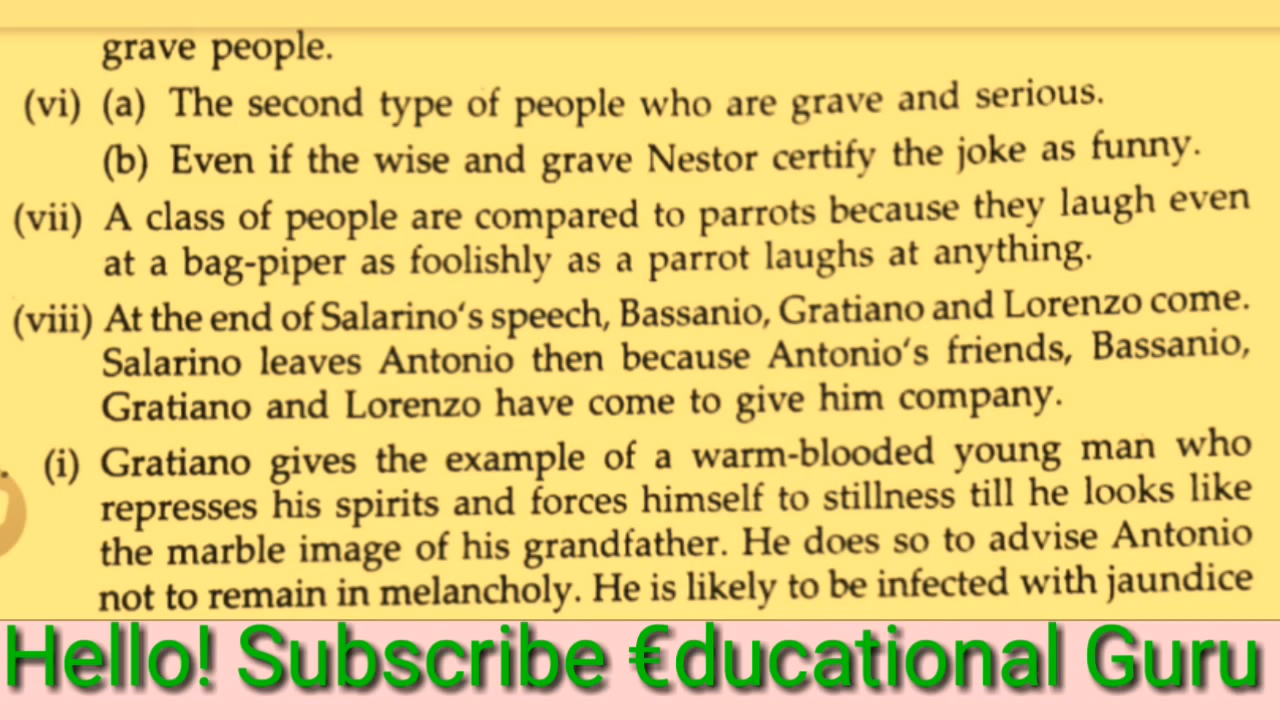 grave people.
(vi) (a) The second type of people who are grave and serious.
(b) Even if the wise and grave Nestor certify the joke as funny.
(vii) A class of people are compared to parrots because they laugh even
at a bag-piper as foolishly as a parrot laughs at anything.
(viii) At the end of Salarino's speech, Bassanio, Gratiano and Lorenzo come.
Salarino leaves Antonio then because Antonio's friends, Bassanio,
Gratiano and Lorenzo have come to give him company.
(i) Gratiano gives the example of a warm-blooded young man who
represses his spirits and forces himself to stillness till he looks like
the marble image of his grandfather. He does so to advise Antonio
not to remain in melancholy. He is likely to be infected with jaundice
Hello! Subscribe €ducational Guru